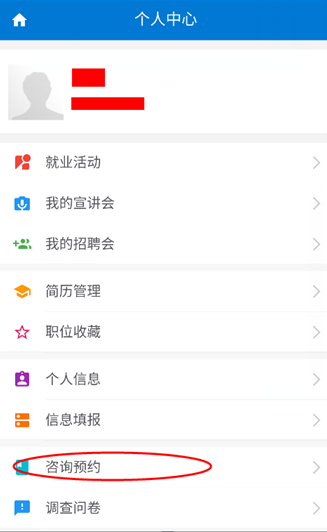 个人中心
就业活动
我的宣讲会
我的招聘会
简历管理
职位收藏
个人信息
信息填报
咨询预约
调查问卷